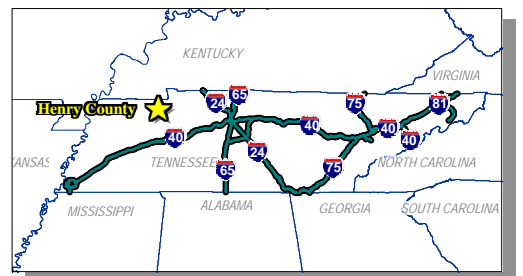 KENTUCKY
VIRGINIA
65
24
75
81
Henry County
40
40
40
40
KANSAS
TENNESSEE
24
NORTH CAROLINA
65
75
MISSISSIPPI
ALABAMA
GEORGIA
SOUTH CAROLINA